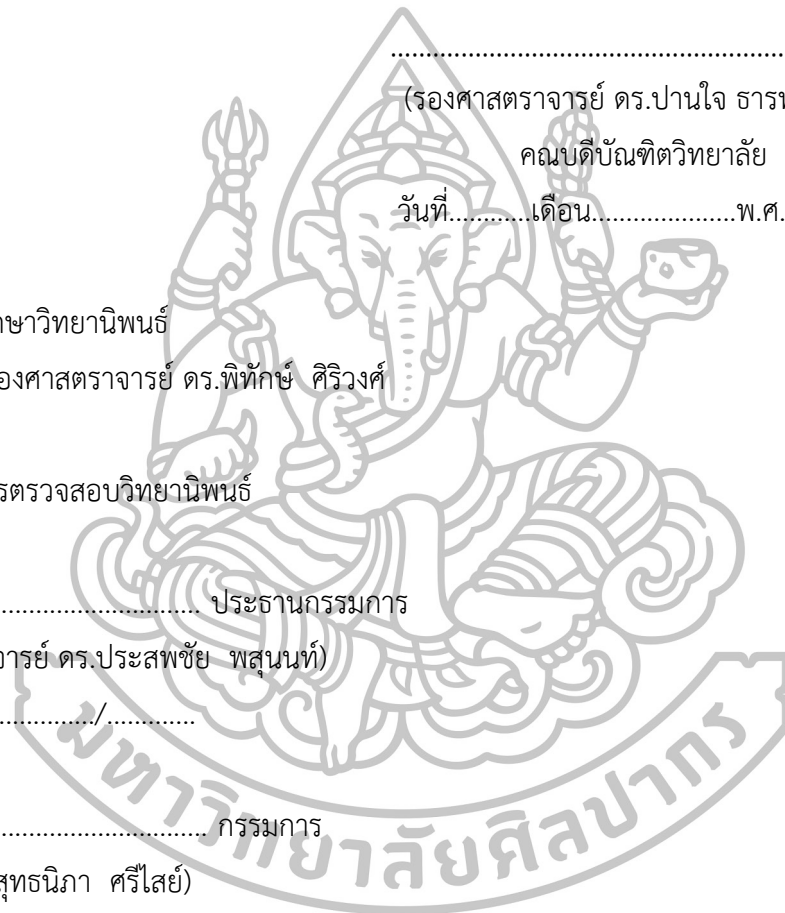 ..........................................................
(รองศาสตราจารย์ ดร.ปานใจ
คณบดีบัณฑิตวิทยาลัย
วันที่............เดือน.....................พ.ศ.
ษาวิทยานิพนธ์
องศาสตราจารย์ ดร.พิทักษ์ ศิริวงศ์
รตรวจสอบวิทยานิพนธ์
............................. ประธานกรรมการ
จารย์ ดร.ประสพชัย พสุนนท์)
............../.............
.............................. กรรมการ
สุทธนิภา ศรีไสย์)
มหาวิทยาลัยศิลปากร